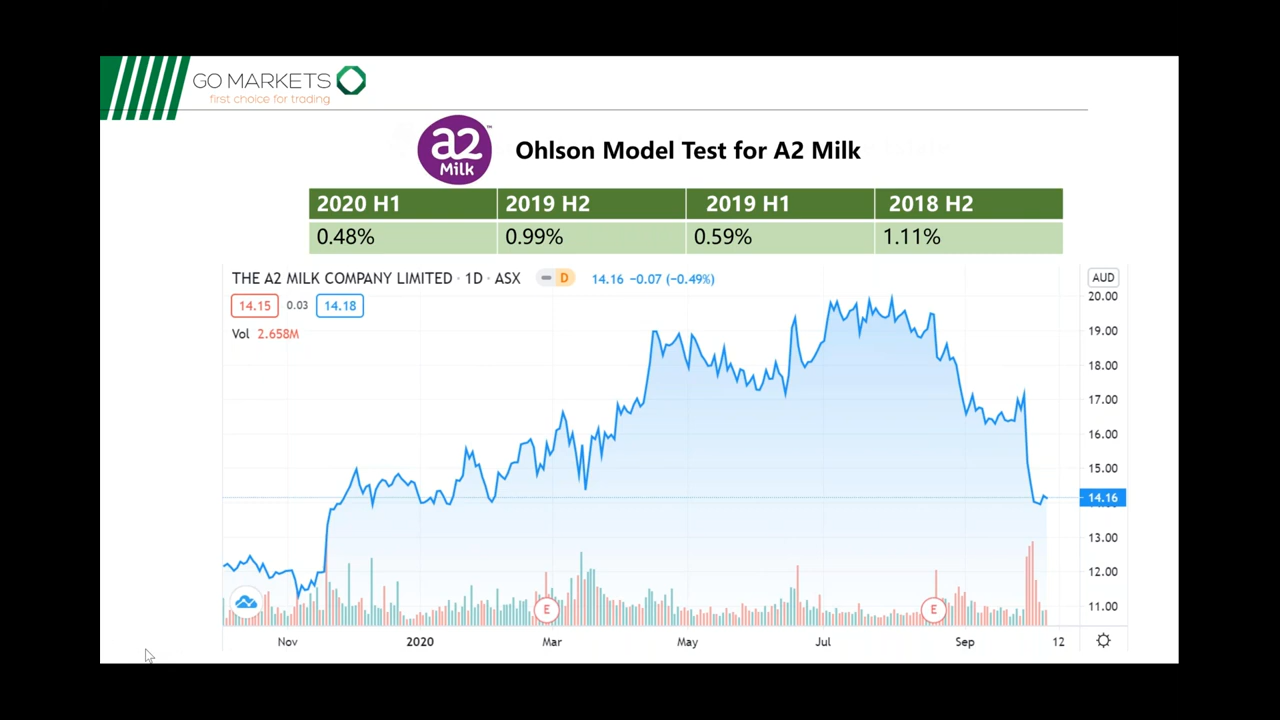 GO MARKETS
first choice for trading
a2 Milk™
Ohlson Model Test for A2 Milk
2020 H1 2019 H2 2019 H1 2018 H2
0.48% 0.99% 0.59% 1.11%
THE A2 MILK COMPANY LIMITED · 1D · ASX D 14.16 −0.07 (−0.49%) AUD
14.15 0.03 14.18
Vol 2.658M
20.00
19.00
18.00
17.00
16.00
15.00
14.16
13.00
12.00
11.00
E E
Nov 2020 Mar May Jul Sep 12